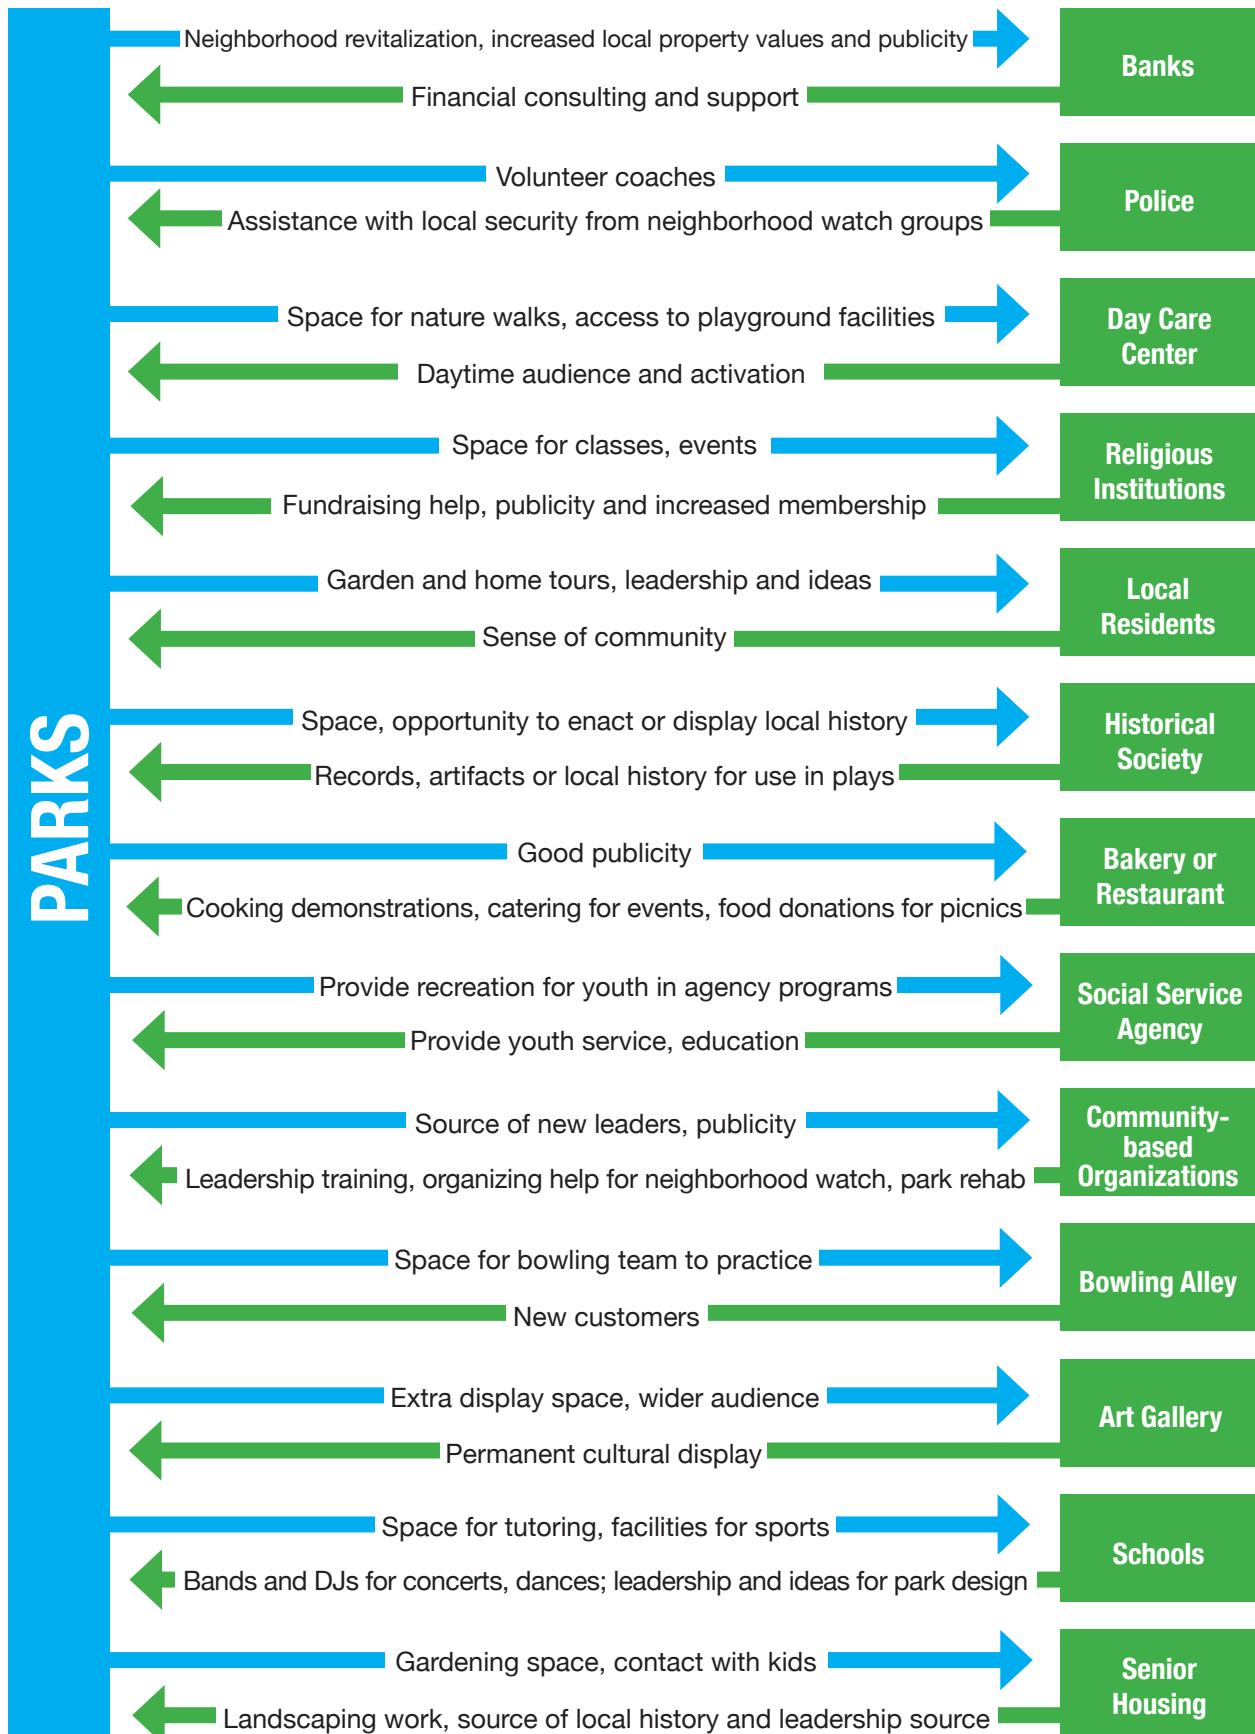 PARKS
Neighborhood revitalization, increased local property values and publicity
Banks
Financial consulting and support
Volunteer coaches
Police
Assistance with local security from neighborhood watch groups
Space for nature walks, access to playground facilities
Day Care
Center
Daytime audience and activation
Space for classes, events
Religious
Institutions
Fundraising help, publicity and increased membership
Garden and home tours, leadership and ideas
Local
Residents
Sense of community
Space, opportunity to enact or display local history
Historical
Society
Records, artifacts or local history for use in plays
Good publicity
Bakery or
Restaurant
Cooking demonstrations, catering for events, food donations for picnics
Provide recreation for youth in agency programs
Social Service
Agency
Provide youth service, education
Source of new leaders, publicity
Community-
based
Organizations
Leadership training, organizing help for neighborhood watch, park rehab
Space for bowling team to practice
Bowling Alley
New customers
Extra display space, wider audience
Art Gallery
Permanent cultural display
Space for tutoring, facilities for sports
Schools
Bands and DJs for concerts, dances; leadership and ideas for park design
Gardening space, contact with kids
Senior
Housing
Landscaping work, source of local history and leadership source